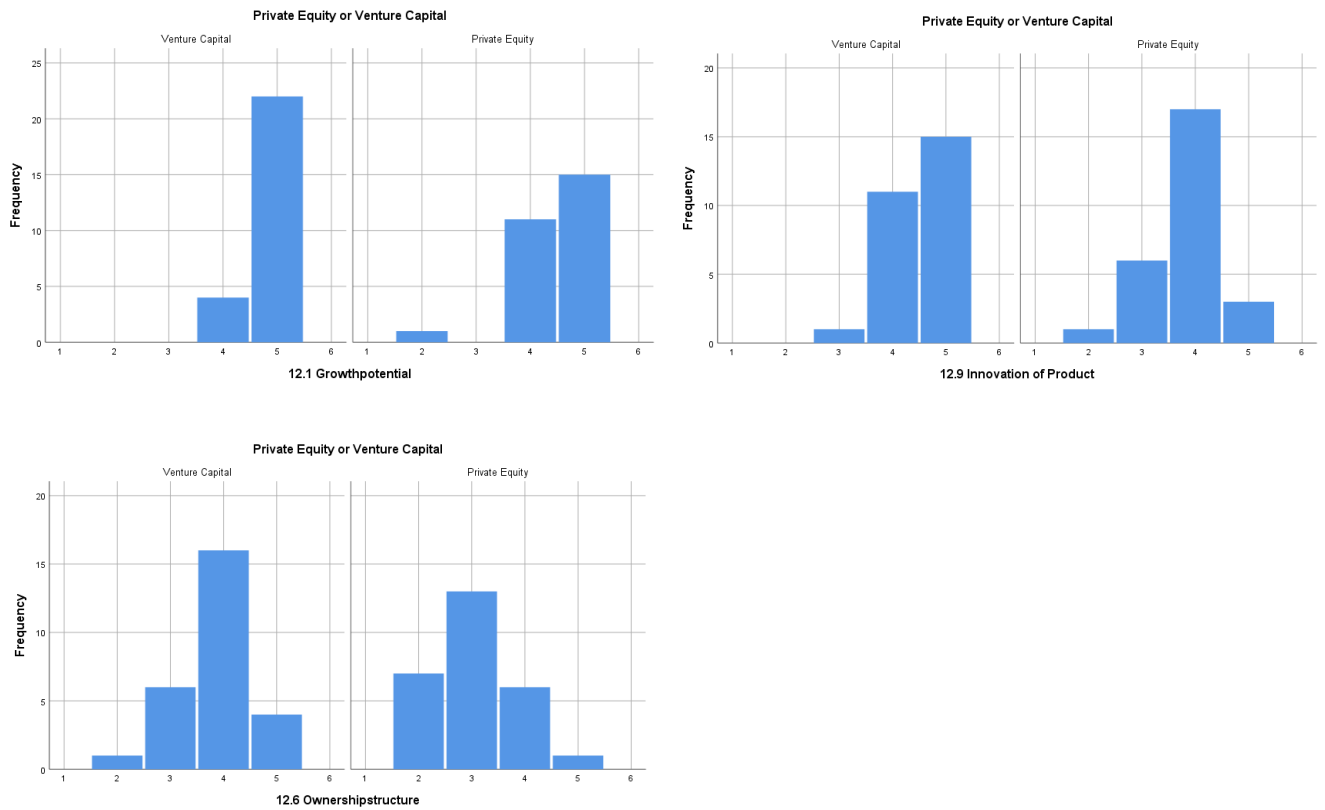 Private Equity or Venture Capital
Venture Capital Private Equity
25
20
15
10
5
0
Frequency
1 2 3 4 5 6 1 2 3 4 5 6
12.1 Growthpotential
Private Equity or Venture Capital
Venture Capital Private Equity
20
15
10
5
0
Frequency
1 2 3 4 5 6 1 2 3 4 5 6
12.9 Innovation of Product
Private Equity or Venture Capital
Venture Capital Private Equity
20
15
10
5
0
Frequency
1 2 3 4 5 6 1 2 3 4 5 6
12.6 Ownershipstructure